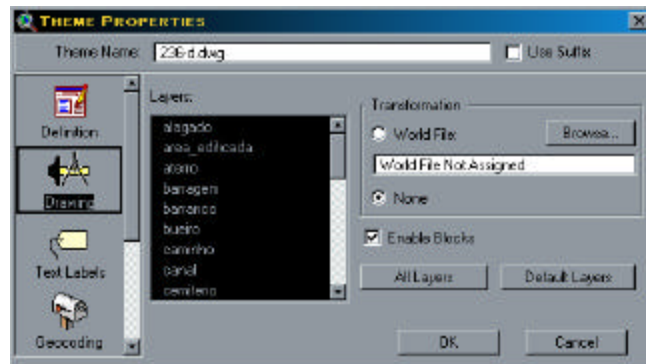 THEME PROPERTIES
Theme Name: 236-d.dwg
Use Suffix
Definition
Drawing
Text Labels
Geocoding
Layers:
alagado
area_edificada
aterro
barragem
barranco
bueiro
caminho
canal
cemiterio
Transformation
World File:
Browse...
World File Not Assigned
None
Enable Blocks
All Layers
Default Layers
OK
Cancel